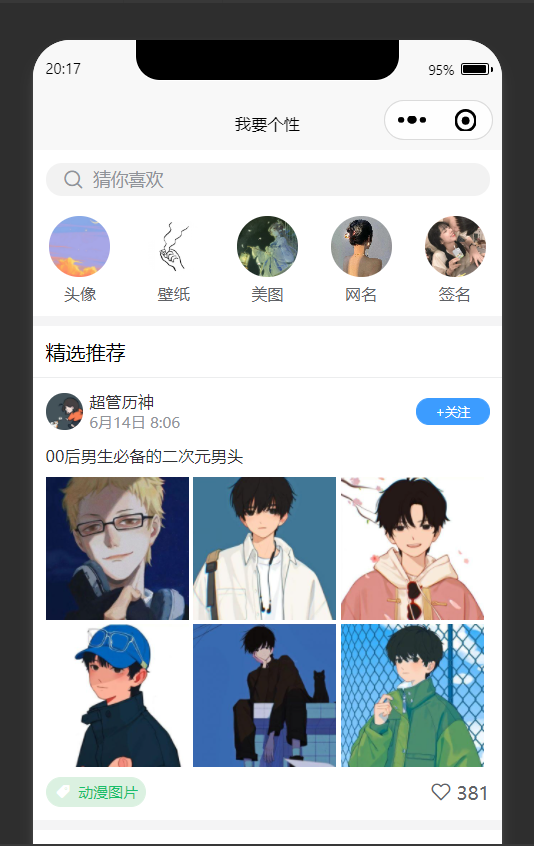 20:17
95%
我要个性
猜你喜欢
头像
壁纸
美图
网名
签名
精选推荐
超管历神
6月14日 8:06
+关注
00后男生必备的二次元男头
动漫图片
381